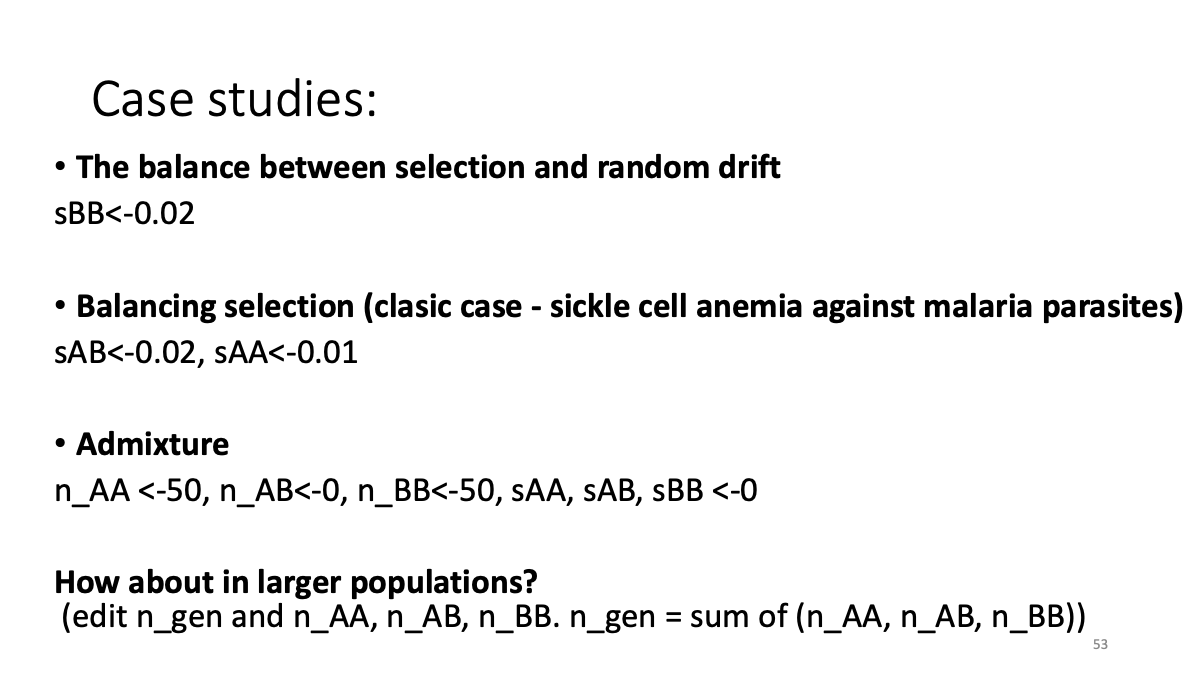 Case studies:
• The balance between selection and random drift
sBB<-0.02
• Balancing selection (clasic case - sickle cell anemia against malaria parasites)
sAB<-0.02, sAA<-0.01
• Admixture
n_AA <-50, n_AB<-0, n_BB<-50, sAA, sAB, sBB <-0
How about in larger populations?
(edit n_gen and n_AA, n_AB, n_BB. n_gen = sum of (n_AA, n_AB, n_BB))
53